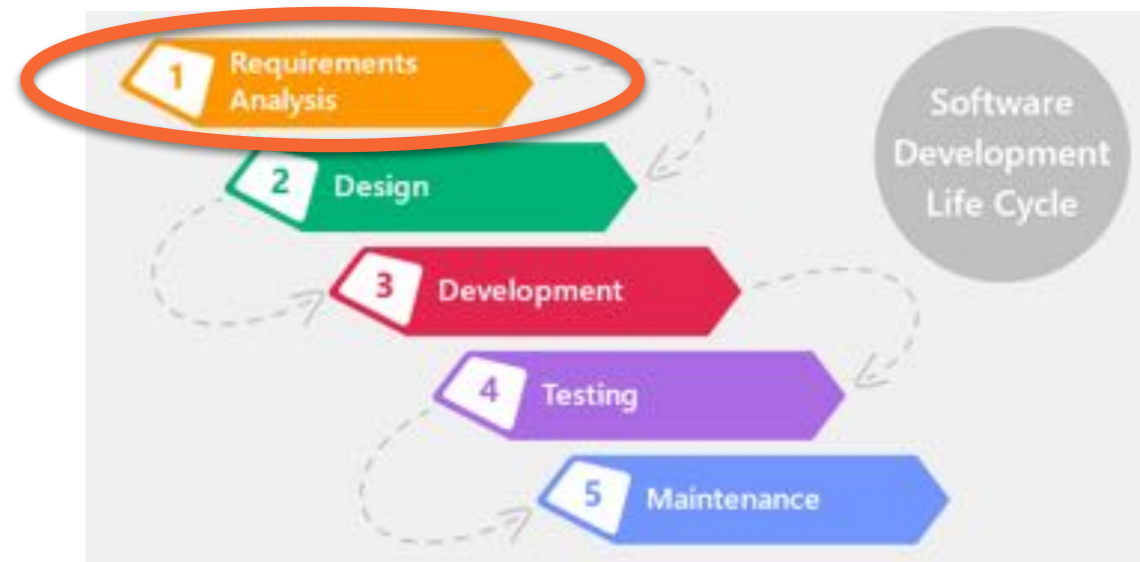 1
Requirements
Analysis
Software
Development
Life Cycle
2
Design
3
Development
4
Testing
5
Maintenance